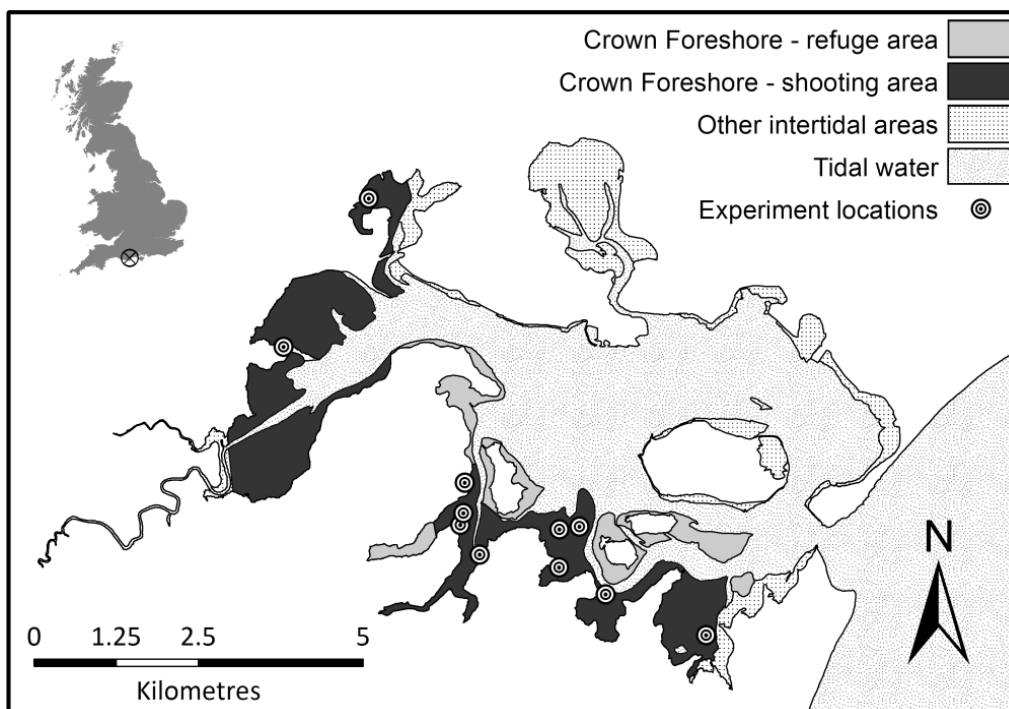 Crown Foreshore - refuge area
Crown Foreshore - shooting area
Other intertidal areas
Tidal water
Experiment locations
N
0 1.25 2.5 5
Kilometres